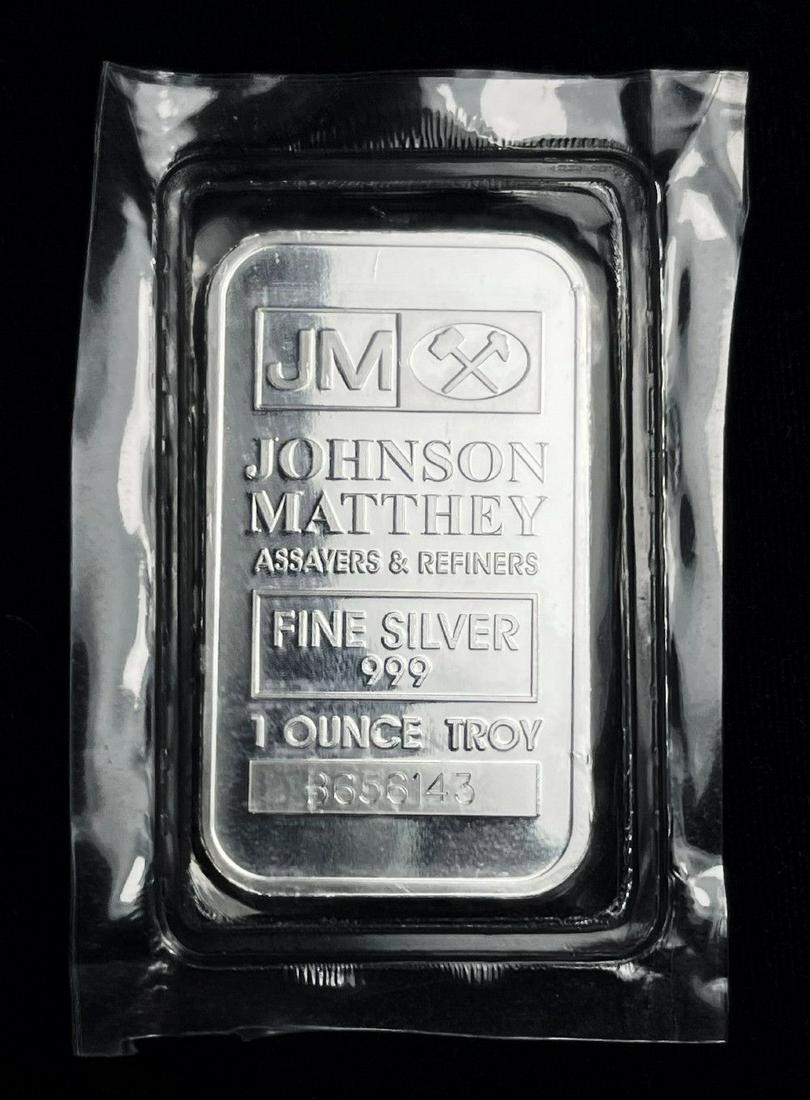 JM
JOHNSON
MATTHEY
ASSAYERS & REFINERS
FINE SILVER
999
1 OUNCE TROY